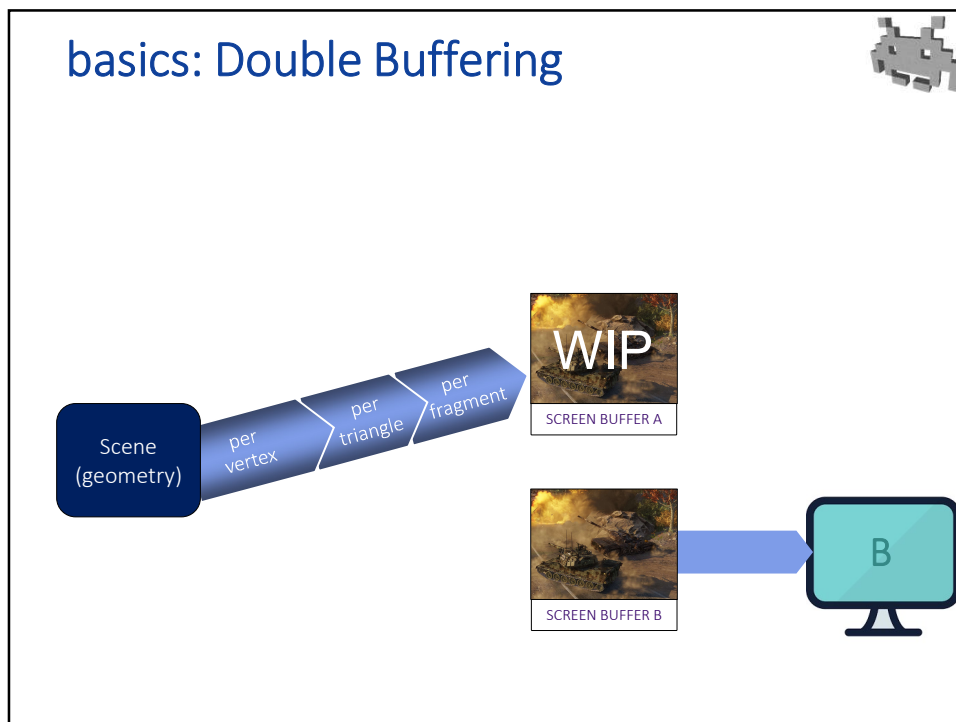 basics: Double Buffering
Scene
(geometry)
per
vertex
per
triangle
per
fragment
WIP
SCREEN BUFFER A
SCREEN BUFFER B
B